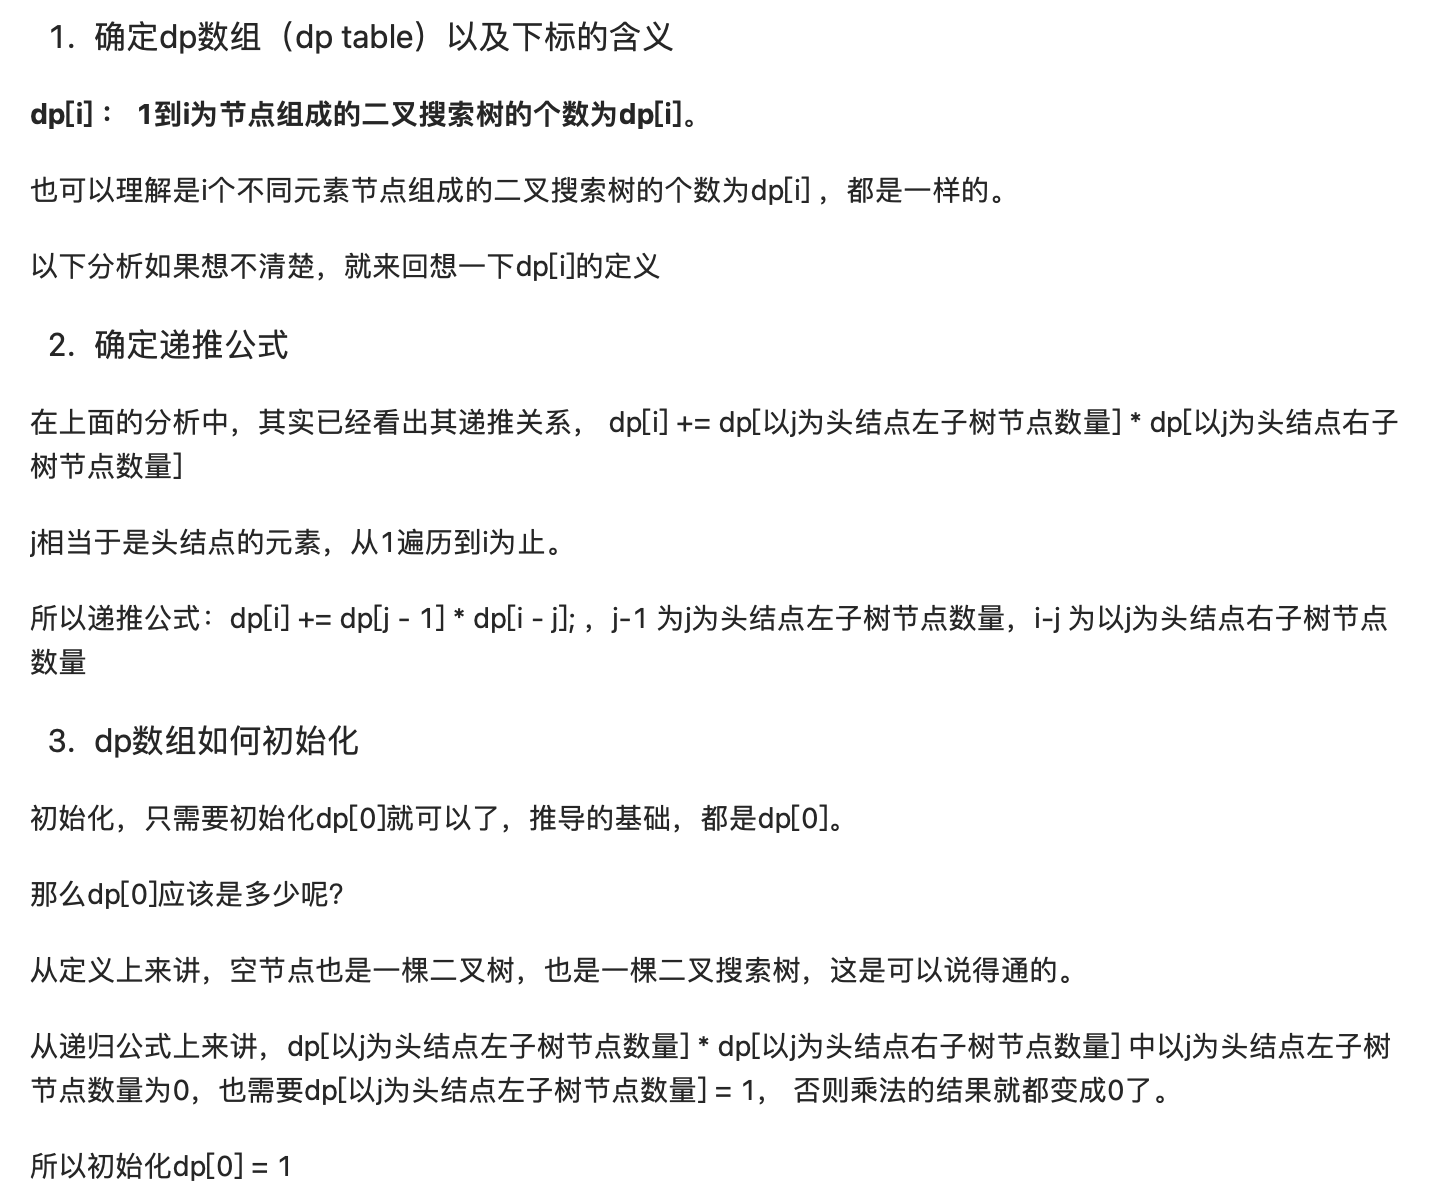 1. 确定dp数组（dp table）以及下标的含义
dp[i]： 1到i为节点组成的二叉搜索树的个数为dp[i]。
也可以理解是i个不同元素节点组成的二叉搜索树的个数为dp[i] ，都是一样的。
以下分析如果想不清楚，就来回想一下dp[i]的定义
2. 确定递推公式
在上面的分析中，其实已经看出其递推关系， dp[i] += dp[以j为头结点左子树节点数量] * dp[以j为头结点右子
树节点数量]
j相当于是头结点的元素，从1遍历到i为止。
所以递推公式：dp[i] += dp[j - 1] * dp[i - j]; ，j-1 为j为头结点左子树节点数量，i-j 为以j为头结点右子树节点
数量
3. dp数组如何初始化
初始化，只需要初始化dp[0]就可以了，推导的基础，都是dp[0]。
那么dp[0]应该是多少呢？
从定义上来讲，空节点也是一棵二叉树，也是一棵二叉搜索树，这是可以说得通的。
从递归公式上来讲，dp[以j为头结点左子树节点数量] * dp[以j为头结点右子树节点数量] 中以j为头结点左子树
节点数量为0，也需要dp[以j为头结点左子树节点数量] = 1， 否则乘法的结果就都变成0了。
所以初始化dp[0] = 1